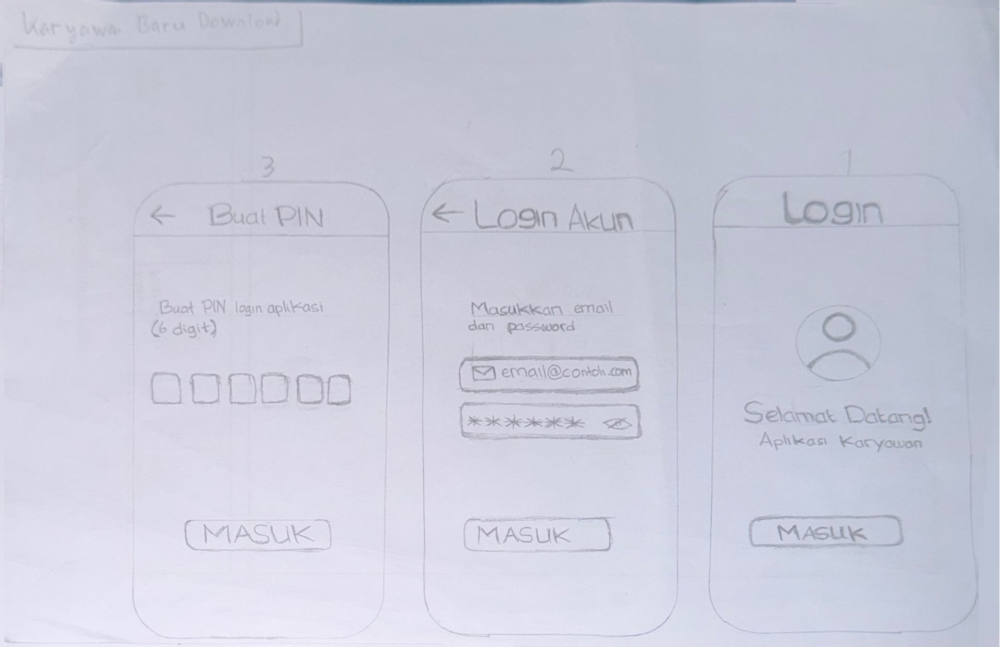 Karyawan Baru Download
3
← Buat PIN
Buat PIN login aplikasi
(6 digit)
MASUK
2
← Login Akun
Masukkan email
dan password
email@contoh.com
******
MASUK
1
Login
Selamat Datang!
Aplikasi Karyawan
MASUK